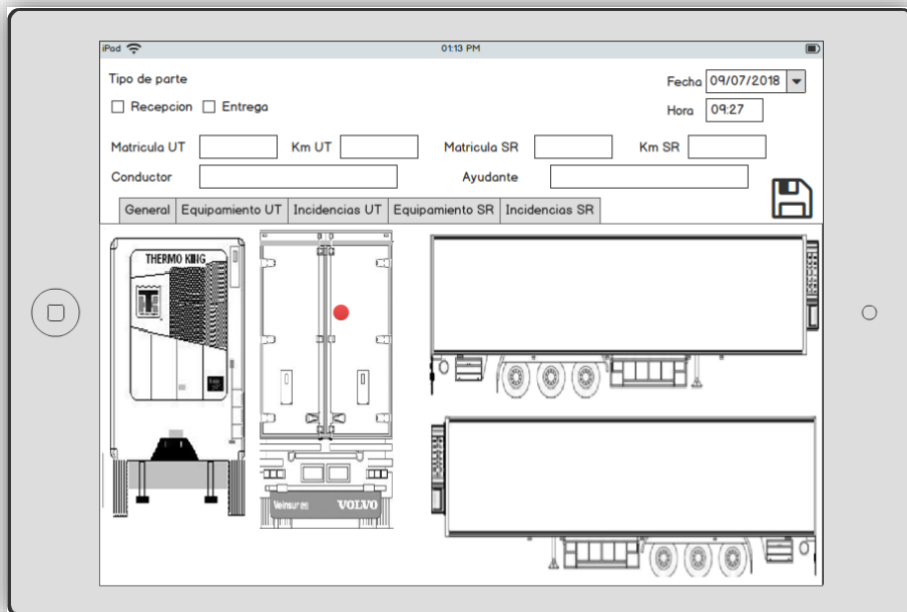 iPad 01:13 PM
Tipo de parte
Fecha 09/07/2018
Recepcion Entrega
Hora 09:27
Matricula UT Km UT Matricula SR Km SR
Conductor Ayudante
General Equipamiento UT Incidencias UT Equipamiento SR Incidencias SR
THERMO KING
VOLVO